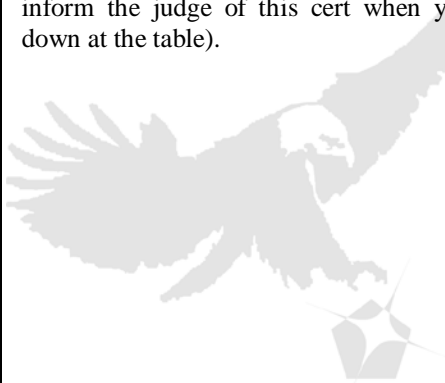 inform the judge of this cert when y
down at the table).